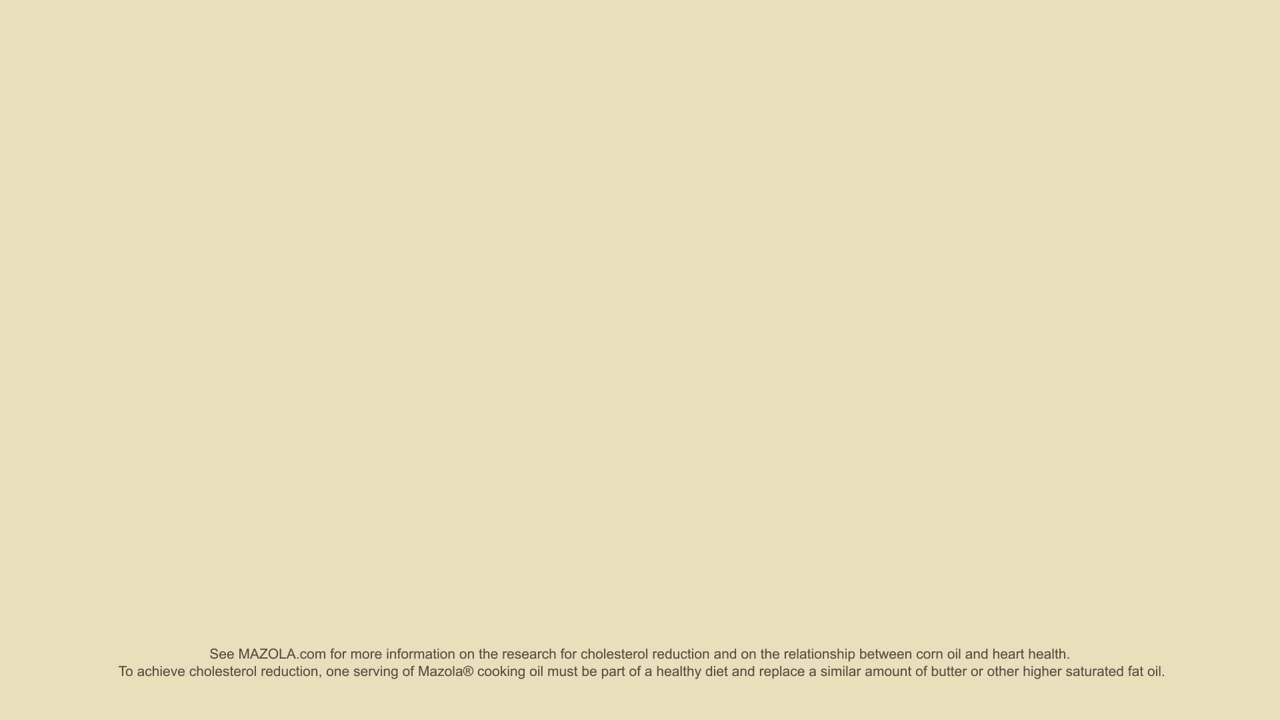 See MAZOLA.com for more information on the research for cholesterol reduction and on the relationship between corn oil and heart health.
To achieve cholesterol reduction, one serving of Mazola® cooking oil must be part of a healthy diet and replace a similar amount of butter or other higher saturated fat oil.